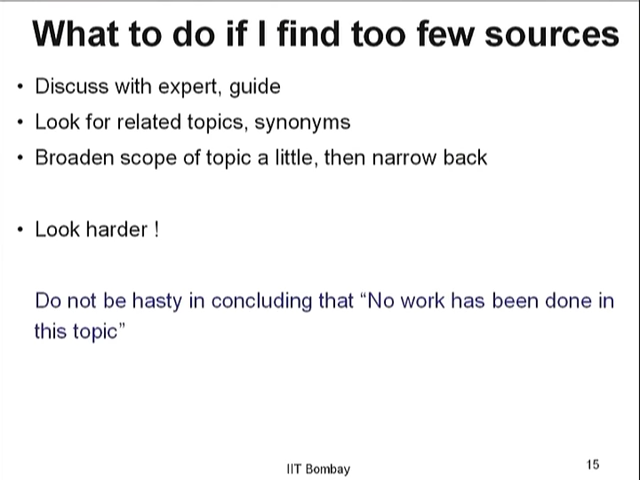 What to do if I find too few sources
• Discuss with expert, guide
• Look for related topics, synonyms
• Broaden scope of topic a little, then narrow back
• Look harder !
Do not be hasty in concluding that “No work has been done in
this topic”
IIT Bombay
15